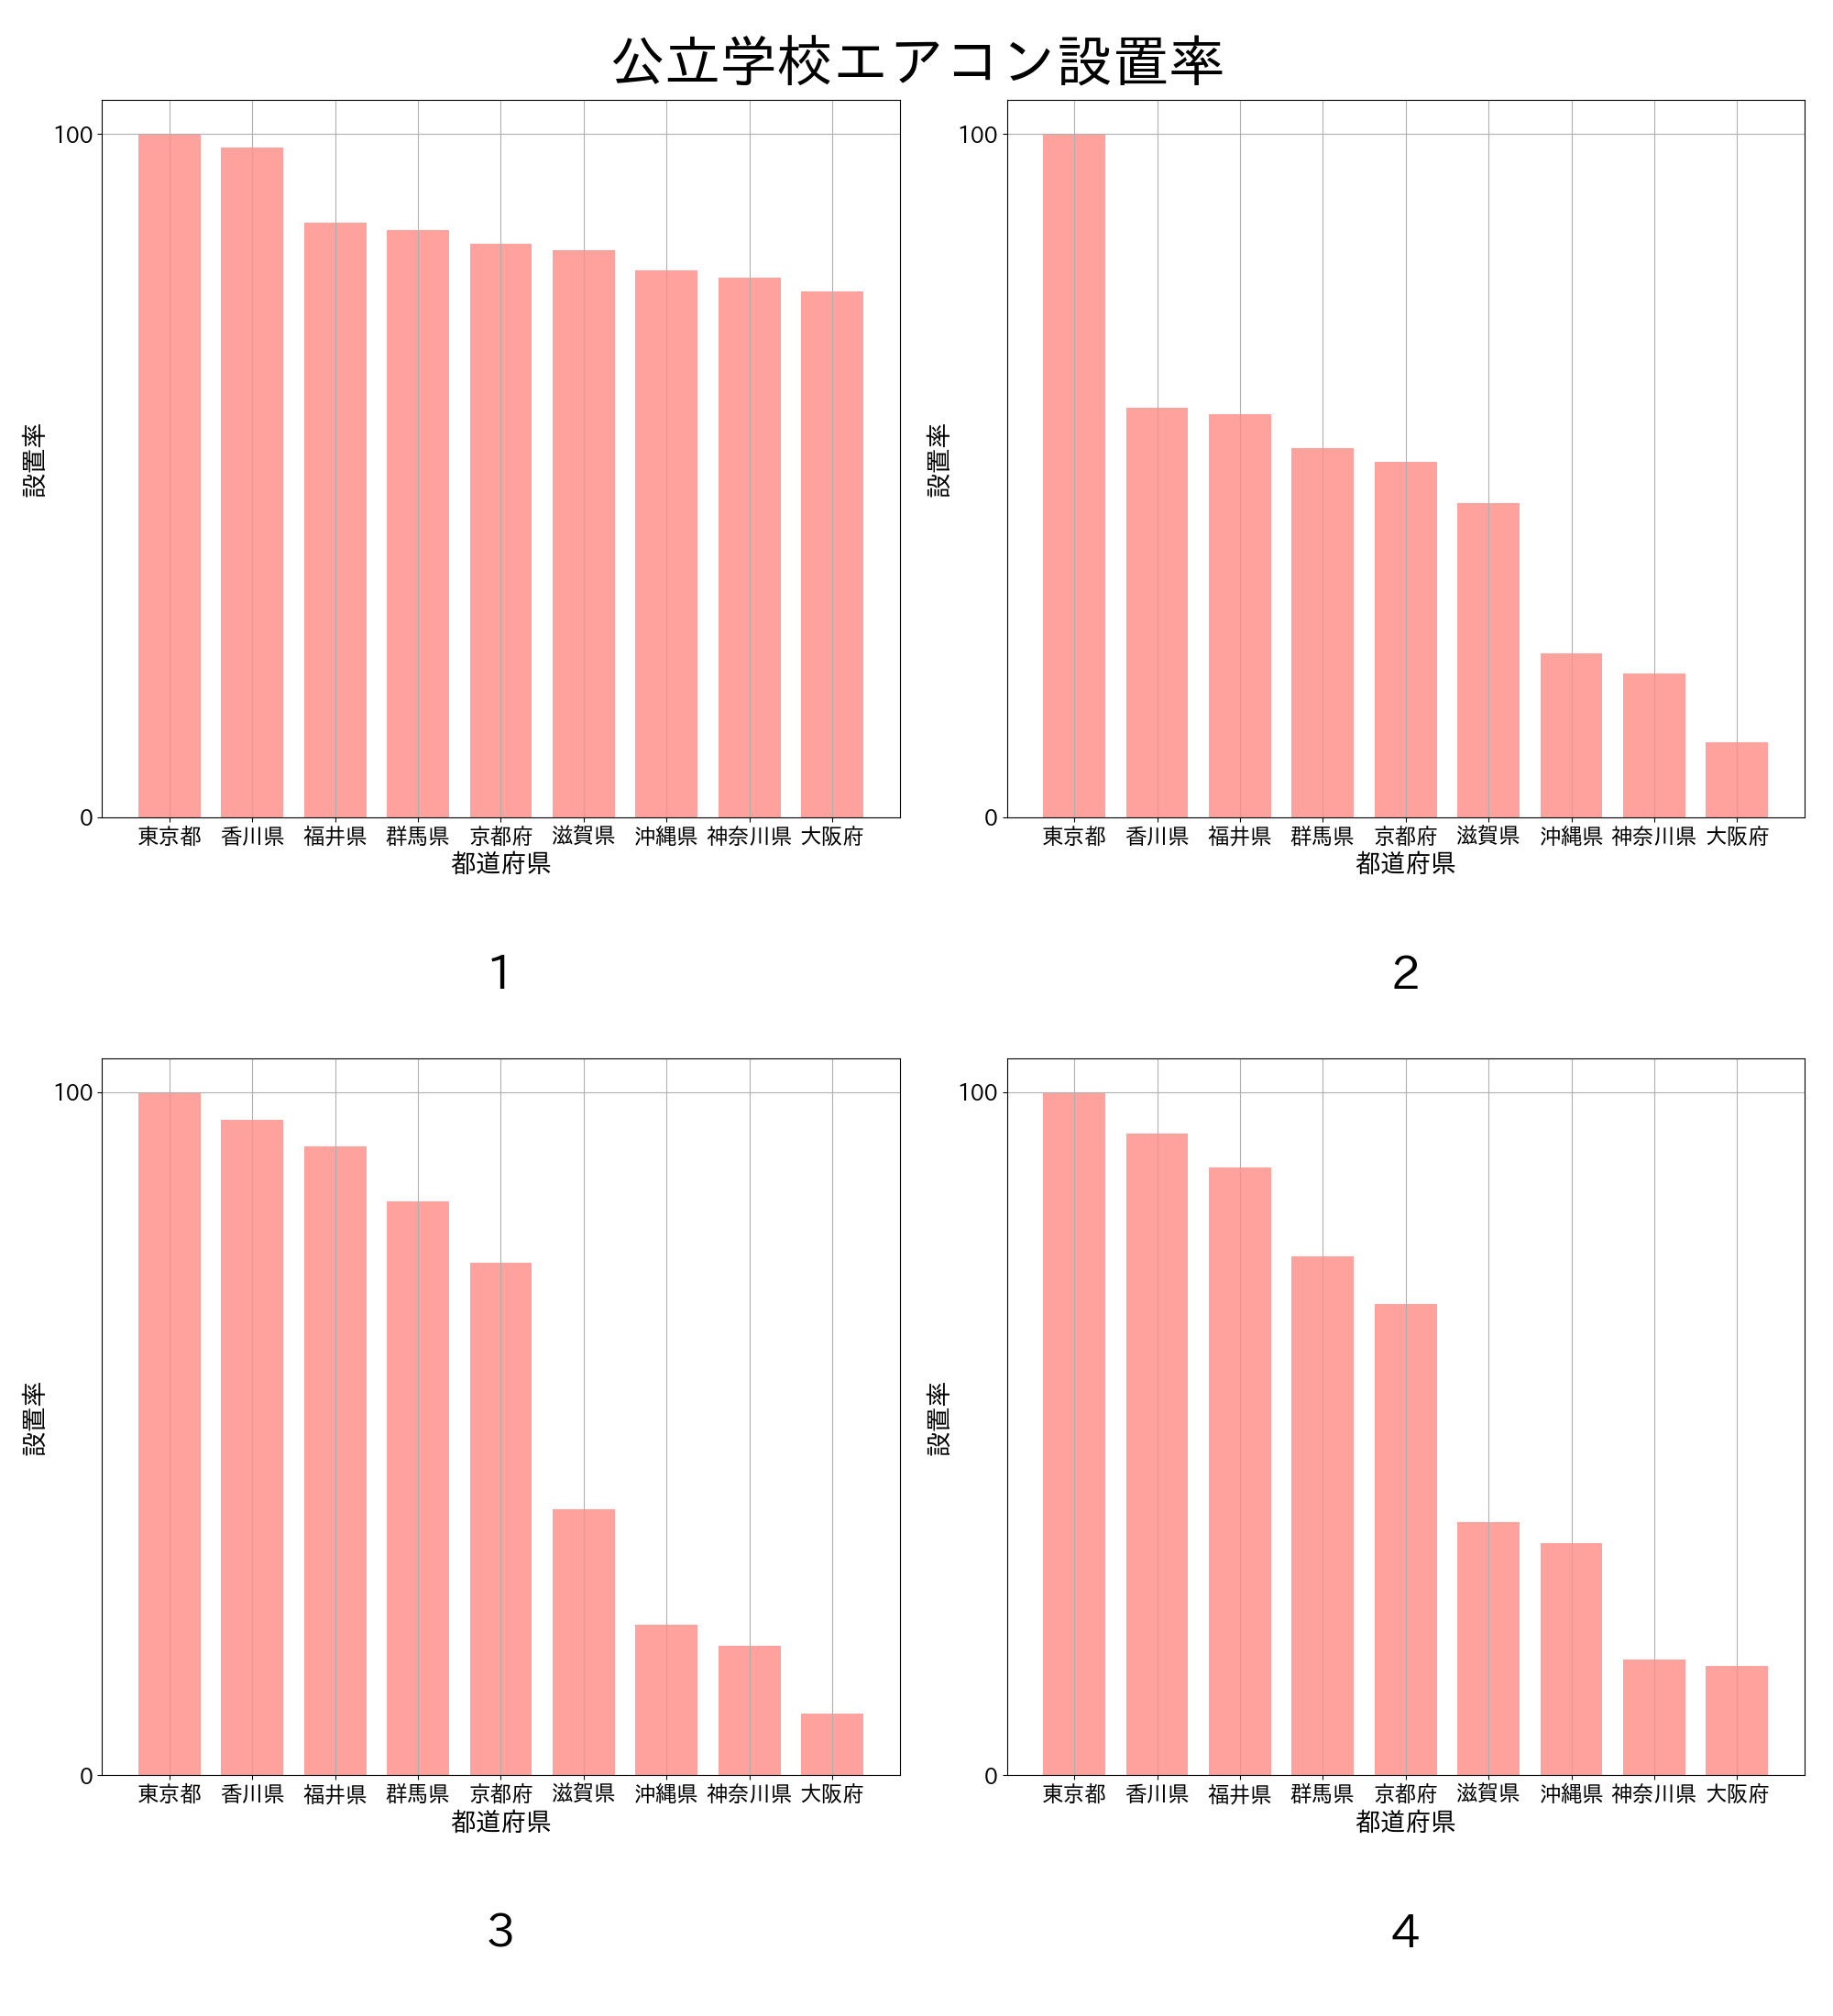 公立学校エアコン設置率
100
0
設置率
東京都 香川県 福井県 群馬県 京都府 滋賀県 沖縄県 神奈川県 大阪府
都道府県
1
100
0
設置率
東京都 香川県 福井県 群馬県 京都府 滋賀県 沖縄県 神奈川県 大阪府
都道府県
2
100
0
設置率
東京都 香川県 福井県 群馬県 京都府 滋賀県 沖縄県 神奈川県 大阪府
都道府県
3
100
0
設置率
東京都 香川県 福井県 群馬県 京都府 滋賀県 沖縄県 神奈川県 大阪府
都道府県
4